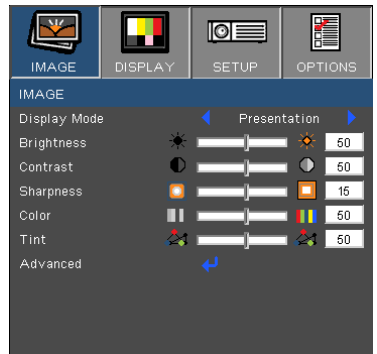 IMAGE DISPLAY SETUP OPTIONS
IMAGE
Display Mode Presentation
Brightness 50
Contrast 50
Sharpness 15
Color 50
Tint 50
Advanced